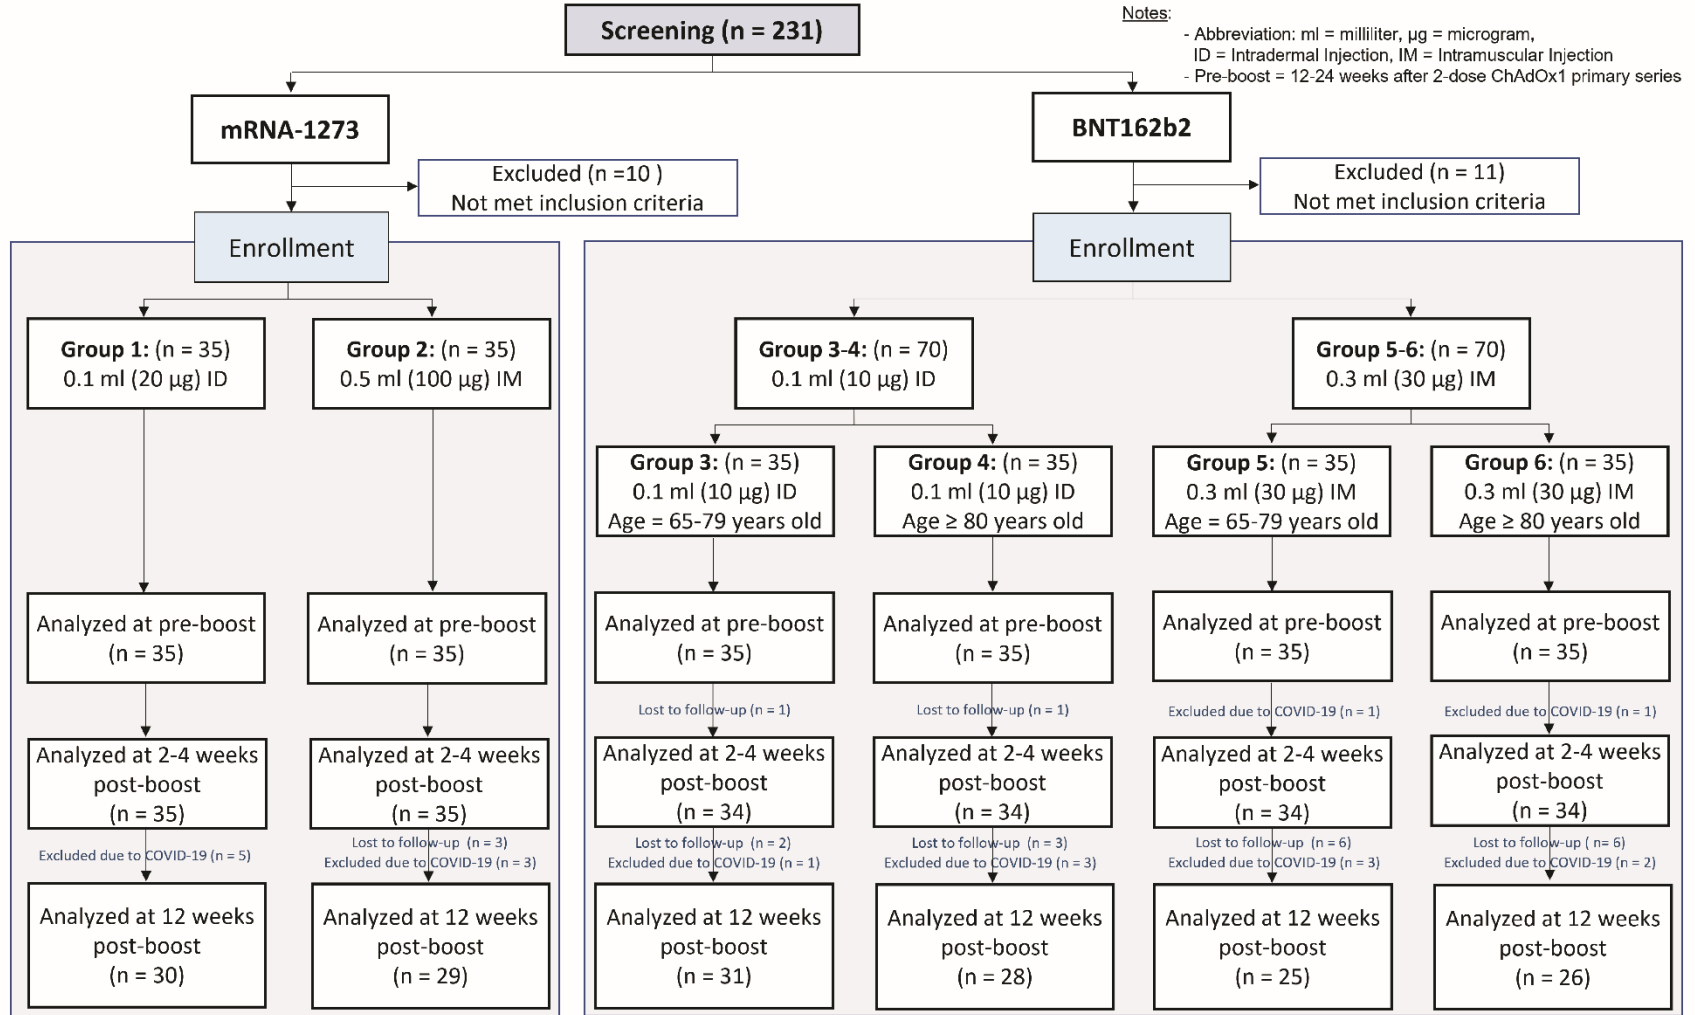 Screening (n = 231)
Notes:
- Abbreviation: ml = milliliter, µg = microgram,
ID = Intradermal Injection, IM = Intramuscular Injection
- Pre-boost = 12-24 weeks after 2-dose ChAdOx1 primary series
mRNA-1273
BNT162b2
Excluded (n =10 )
Not met inclusion criteria
Excluded (n = 11)
Not met inclusion criteria
Enrollment
Enrollment
Group 1: (n = 35)
0.1 ml (20 µg) ID
Group 2: (n = 35)
0.5 ml (100 µg) IM
Group 3-4: (n = 70)
0.1 ml (10 µg) ID
Group 5-6: (n = 70)
0.3 ml (30 µg) IM
Group 3: (n = 35)
0.1 ml (10 µg) ID
Age = 65-79 years old
Group 4: (n = 35)
0.1 ml (10 µg) ID
Age ≥ 80 years old
Group 5: (n = 35)
0.3 ml (30 µg) IM
Age = 65-79 years old
Group 6: (n = 35)
0.3 ml (30 µg) IM
Age ≥ 80 years old
Analyzed at pre-boost
(n = 35)
Analyzed at pre-boost
(n = 35)
Analyzed at pre-boost
(n = 35)
Analyzed at pre-boost
(n = 35)
Analyzed at pre-boost
(n = 35)
Analyzed at pre-boost
(n = 35)
Lost to follow-up (n = 1)
Lost to follow-up (n = 1)
Excluded due to COVID-19 (n = 1)
Excluded due to COVID-19 (n = 1)
Analyzed at 2-4 weeks
post-boost
(n = 35)
Analyzed at 2-4 weeks
post-boost
(n = 35)
Analyzed at 2-4 weeks
post-boost
(n = 34)
Analyzed at 2-4 weeks
post-boost
(n = 34)
Analyzed at 2-4 weeks
post-boost
(n = 34)
Analyzed at 2-4 weeks
post-boost
(n = 34)
Excluded due to COVID-19 (n = 5)
Lost to follow-up (n = 3)
Excluded due to COVID-19 (n = 3)
Lost to follow-up (n = 2)
Excluded due to COVID-19 (n = 1)
Lost to follow-up (n = 3)
Excluded due to COVID-19 (n = 3)
Lost to follow-up (n = 6)
Excluded due to COVID-19 (n = 3)
Lost to follow-up ( n= 6)
Excluded due to COVID-19 (n = 2)
Analyzed at 12 weeks
post-boost
(n = 30)
Analyzed at 12 weeks
post-boost
(n = 29)
Analyzed at 12 weeks
post-boost
(n = 31)
Analyzed at 12 weeks
post-boost
(n = 28)
Analyzed at 12 weeks
post-boost
(n = 25)
Analyzed at 12 weeks
post-boost
(n = 26)